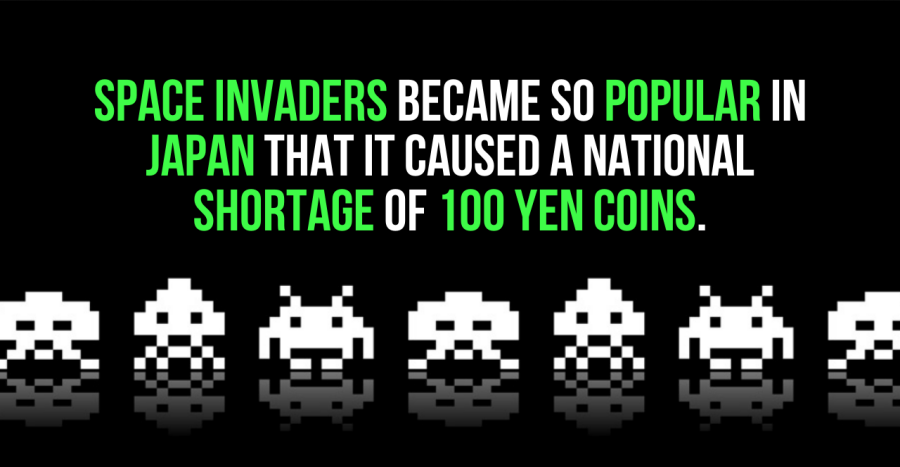 SPACE INVADERS BECAME SO POPULAR IN
JAPAN THAT IT CAUSED A NATIONAL
SHORTAGE OF 100 YEN COINS.